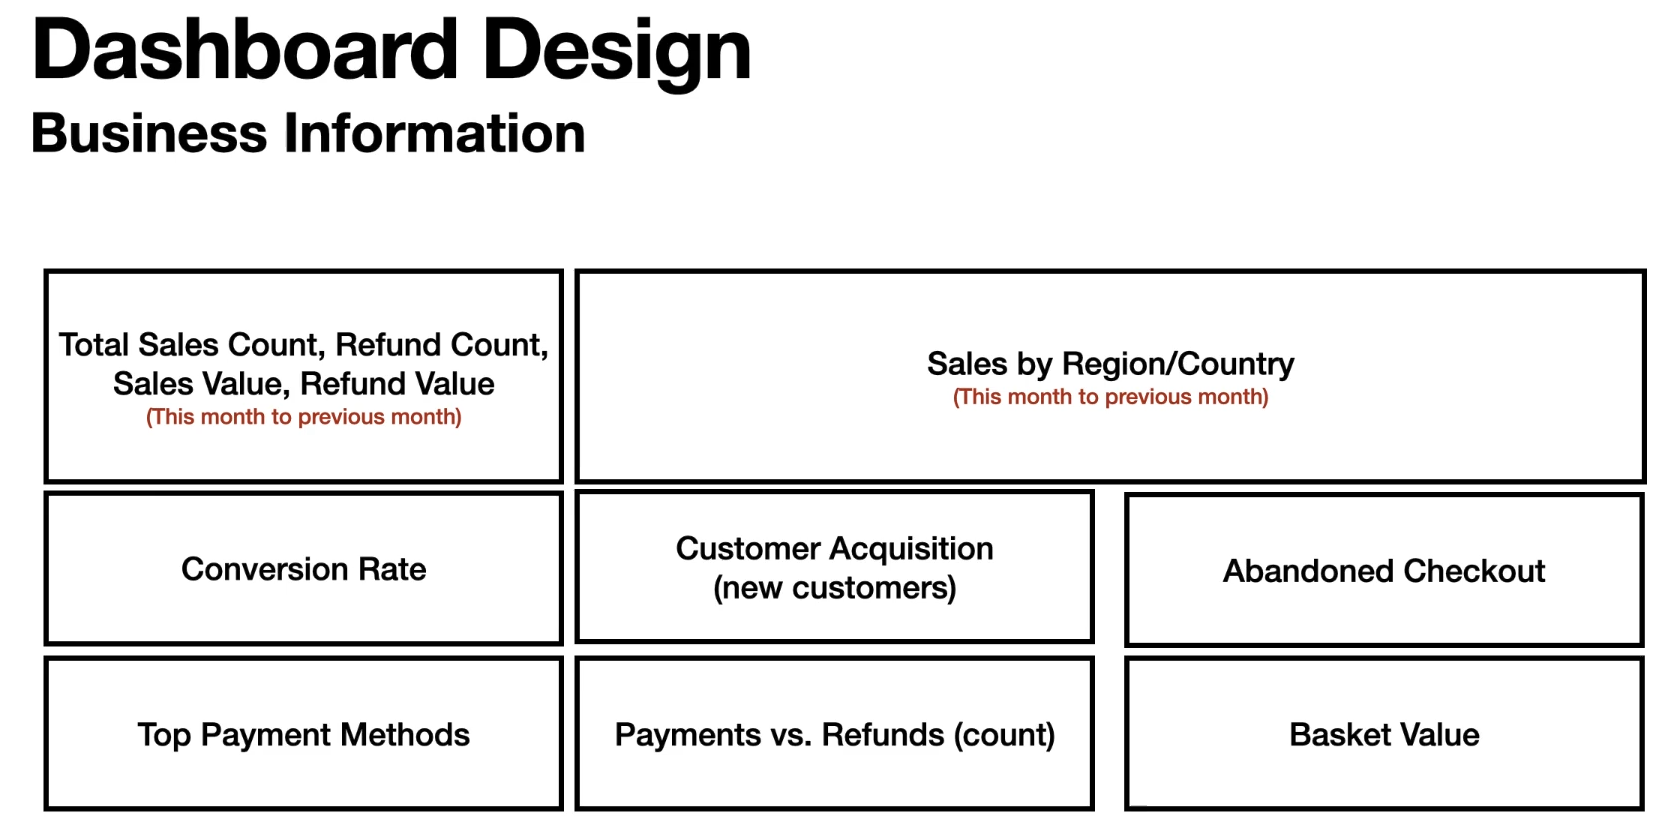 Dashboard Design
Business Information
Total Sales Count, Refund Count,
Sales Value, Refund Value
(This month to previous month)
Sales by Region/Country
(This month to previous month)
Conversion Rate
Customer Acquisition
(new customers)
Abandoned Checkout
Top Payment Methods
Payments vs. Refunds (count)
Basket Value